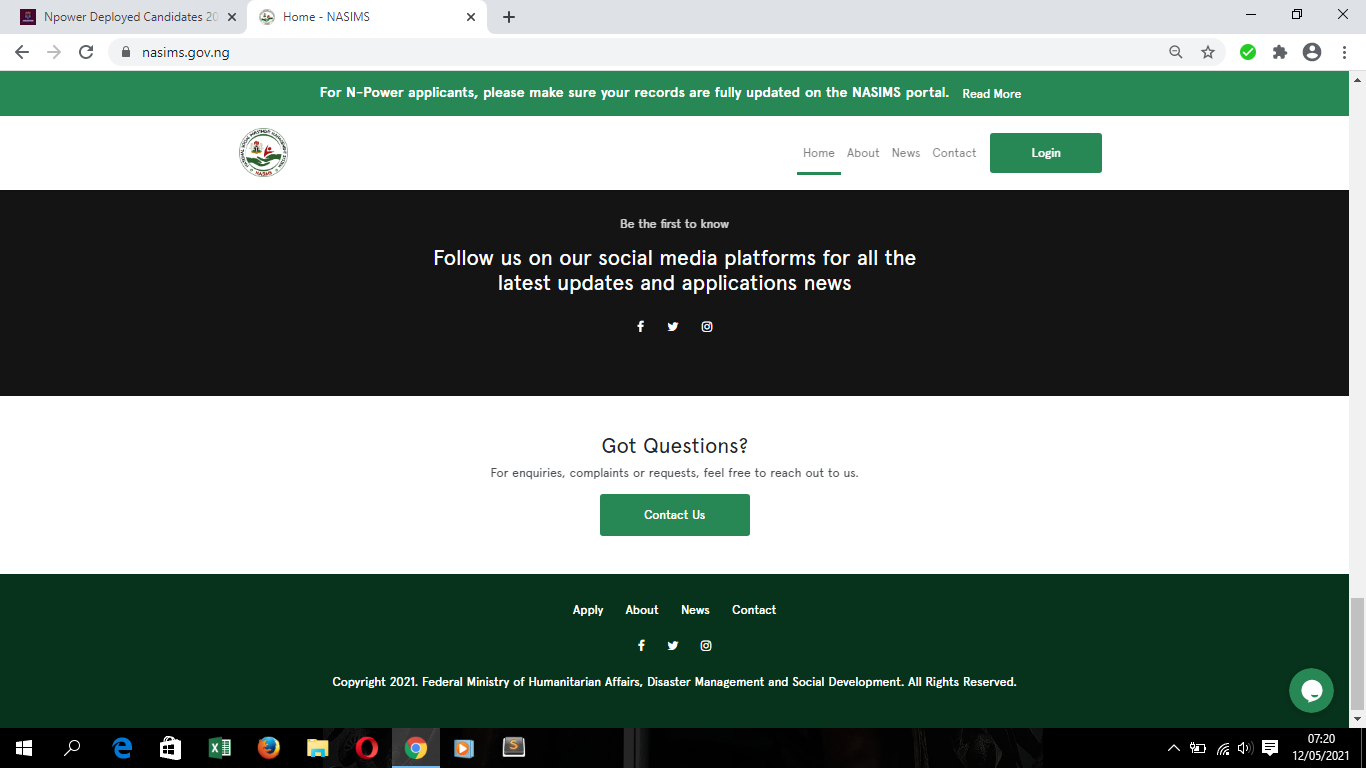 Npower Deployed Candidates 20
Home - NASIMS
nasims.gov.ng
For N-Power applicants, please make sure your records are fully updated on the NASIMS portal. Read More
NASIMS
Home About News Contact Login
Be the first to know
Follow us on our social media platforms for all the
latest updates and applications news
Got Questions?
For enquiries, complaints or requests, feel free to reach out to us.
Contact Us
Apply About News Contact
Copyright 2021. Federal Ministry of Humanitarian Affairs, Disaster Management and Social Development. All Rights Reserved.
07:20
12/05/2021